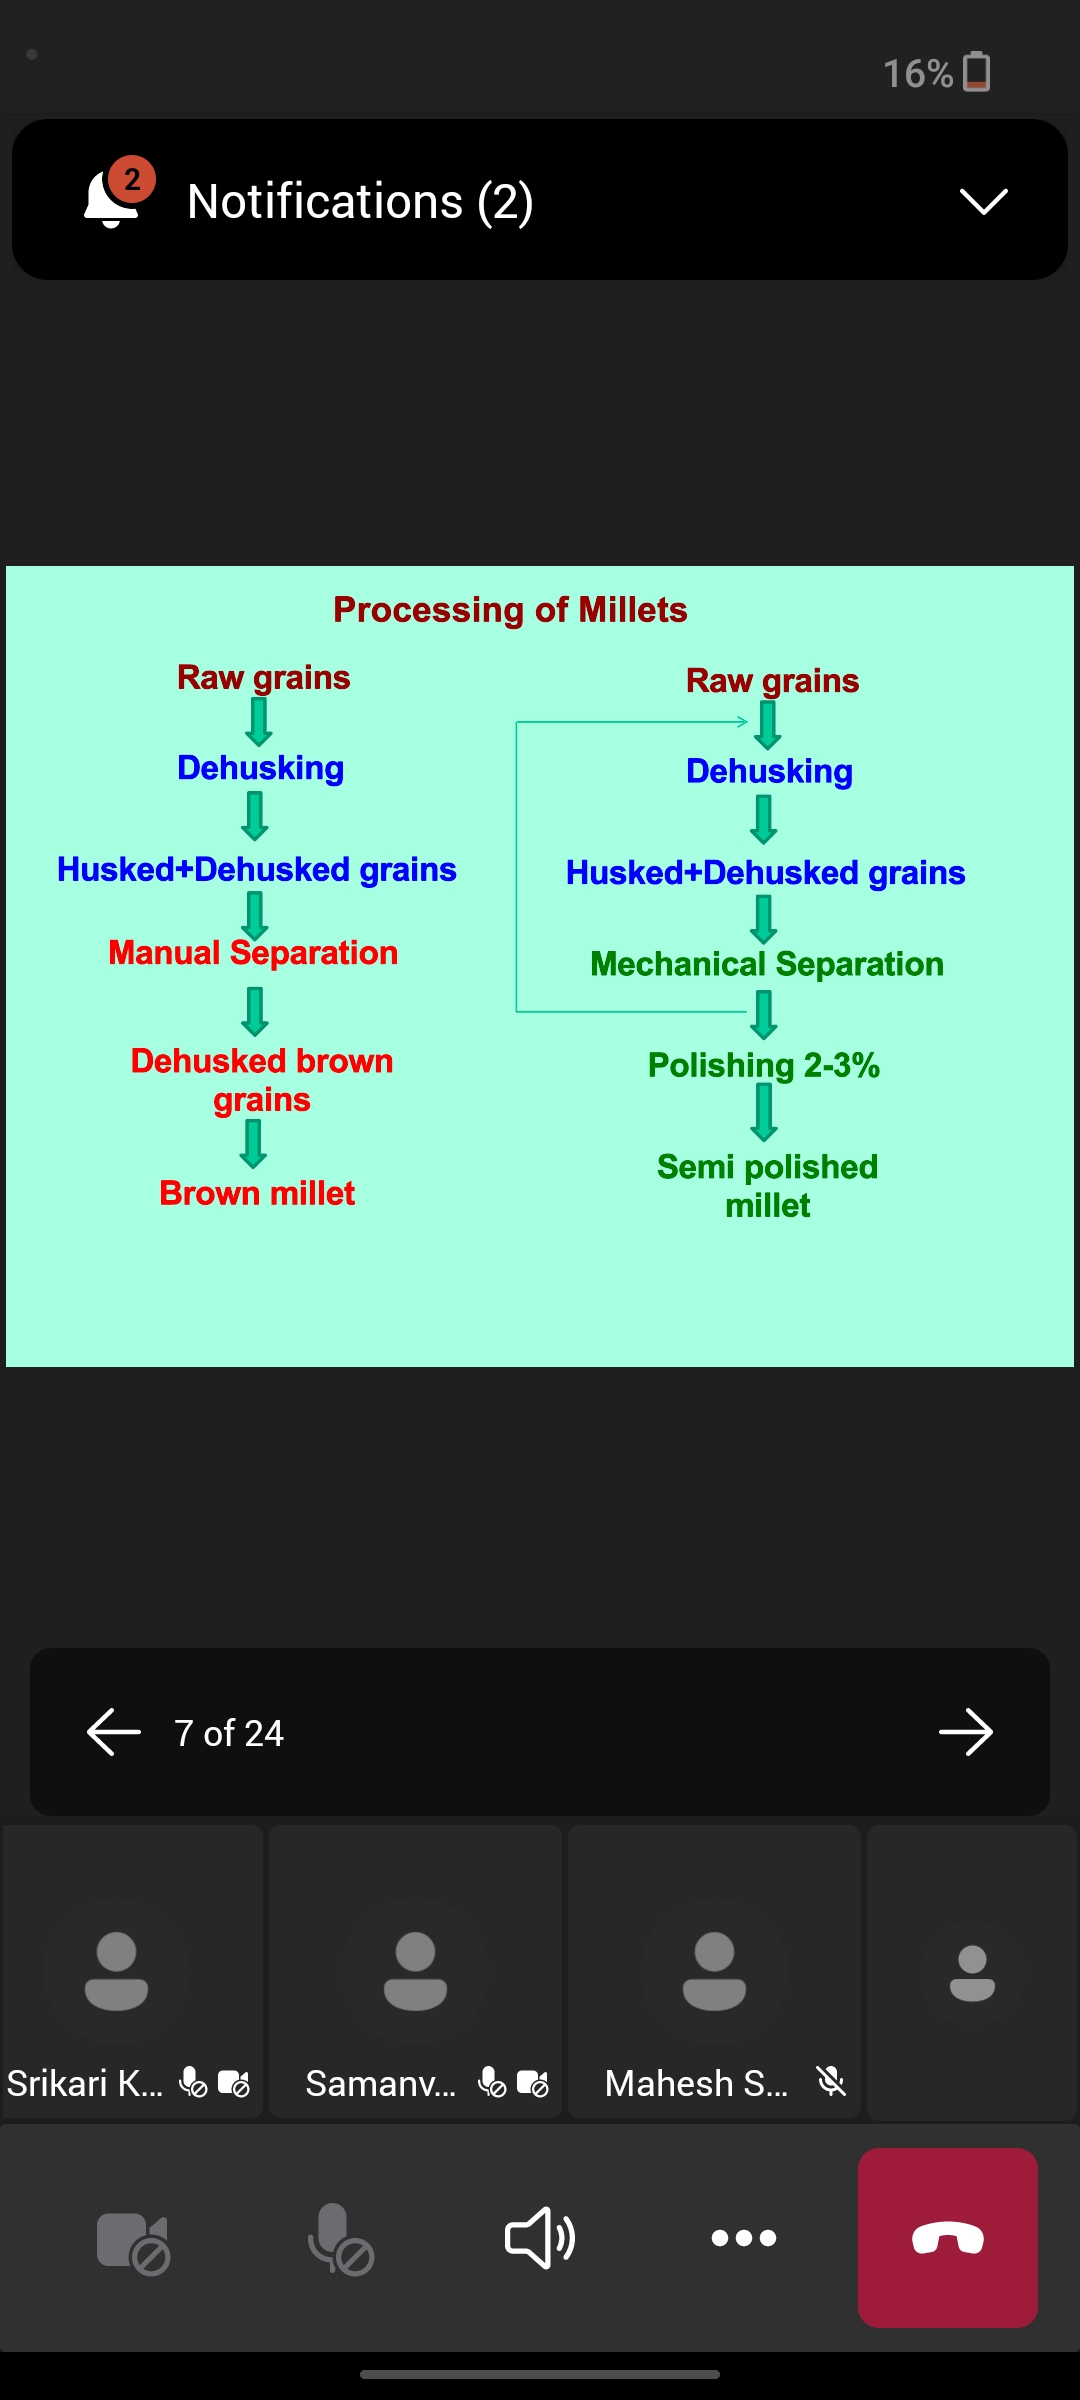 16%
2
Notifications (2)
Processing of Millets
Raw grains
Dehusking
Husked+Dehusked grains
Manual Separation
Dehusked brown
grains
Brown millet
Raw grains
Dehusking
Husked+Dehusked grains
Mechanical Separation
Polishing 2-3%
Semi polished
millet
7 of 24
Srikari K...
Samanv...
Mahesh S...